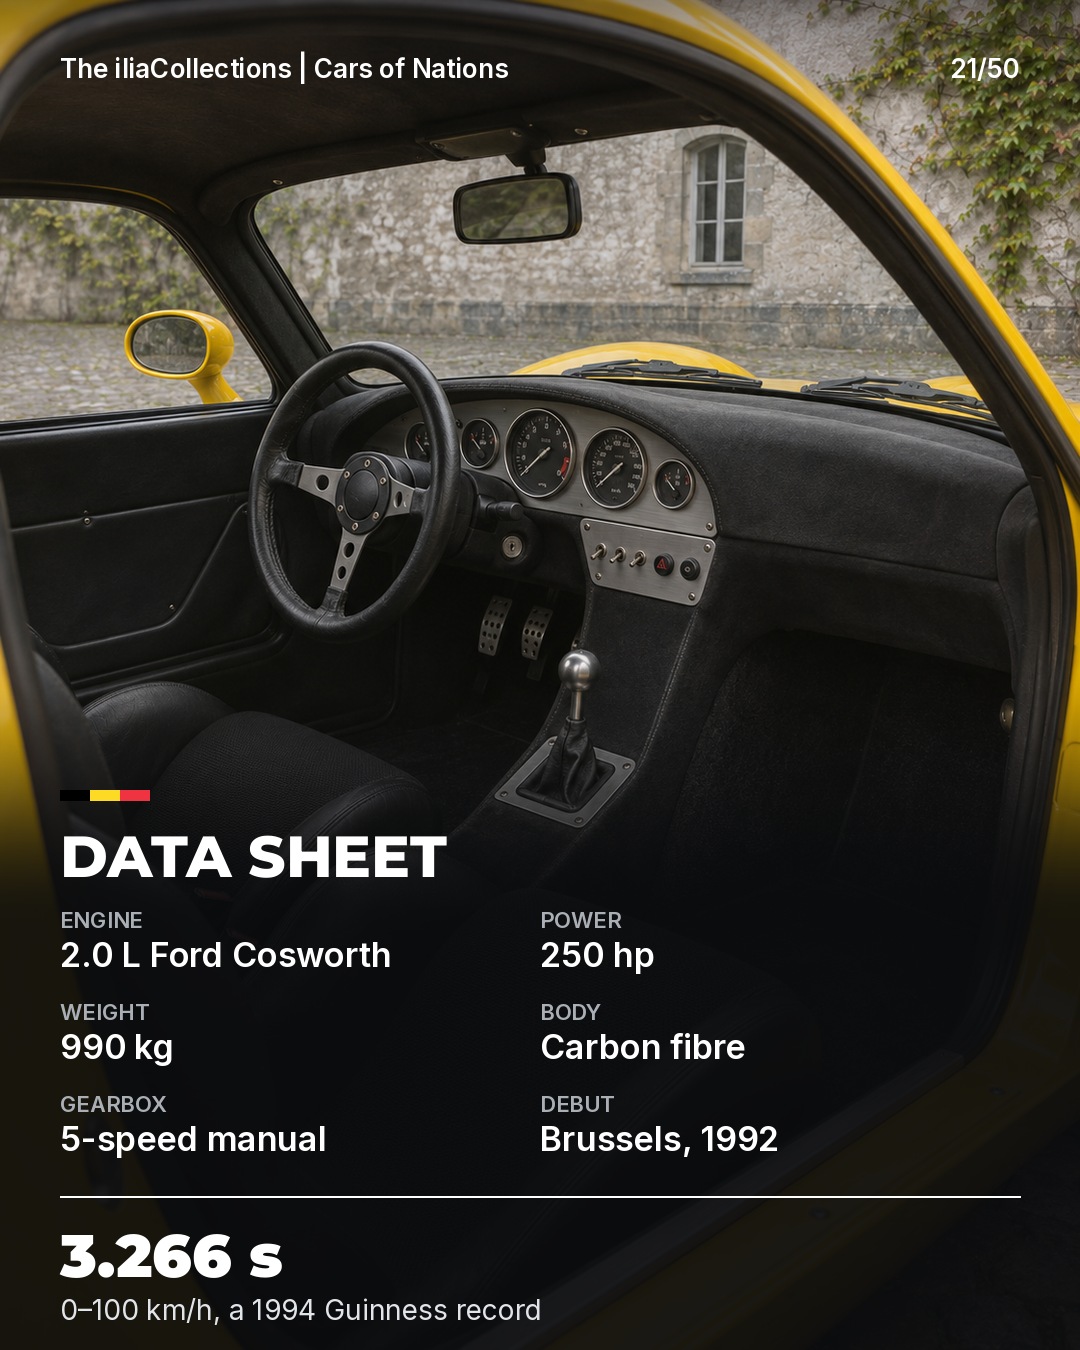 The iliaCollections | Cars of Nations
21/50
DATA SHEET
ENGINE
2.0 L Ford Cosworth
POWER
250 hp
WEIGHT
990 kg
BODY
Carbon fibre
GEARBOX
5-speed manual
DEBUT
Brussels, 1992
3.266 s
0–100 km/h, a 1994 Guinness record